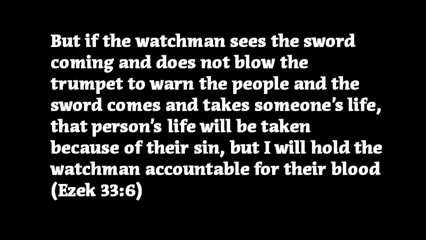 But if the watchman sees the sword
coming and does not blow the
trumpet to warn the people and the
sword comes and takes someone's life,
that person's life will be taken
because of their sin, but I will hold the
watchman accountable for their blood
(Ezek 33:6)